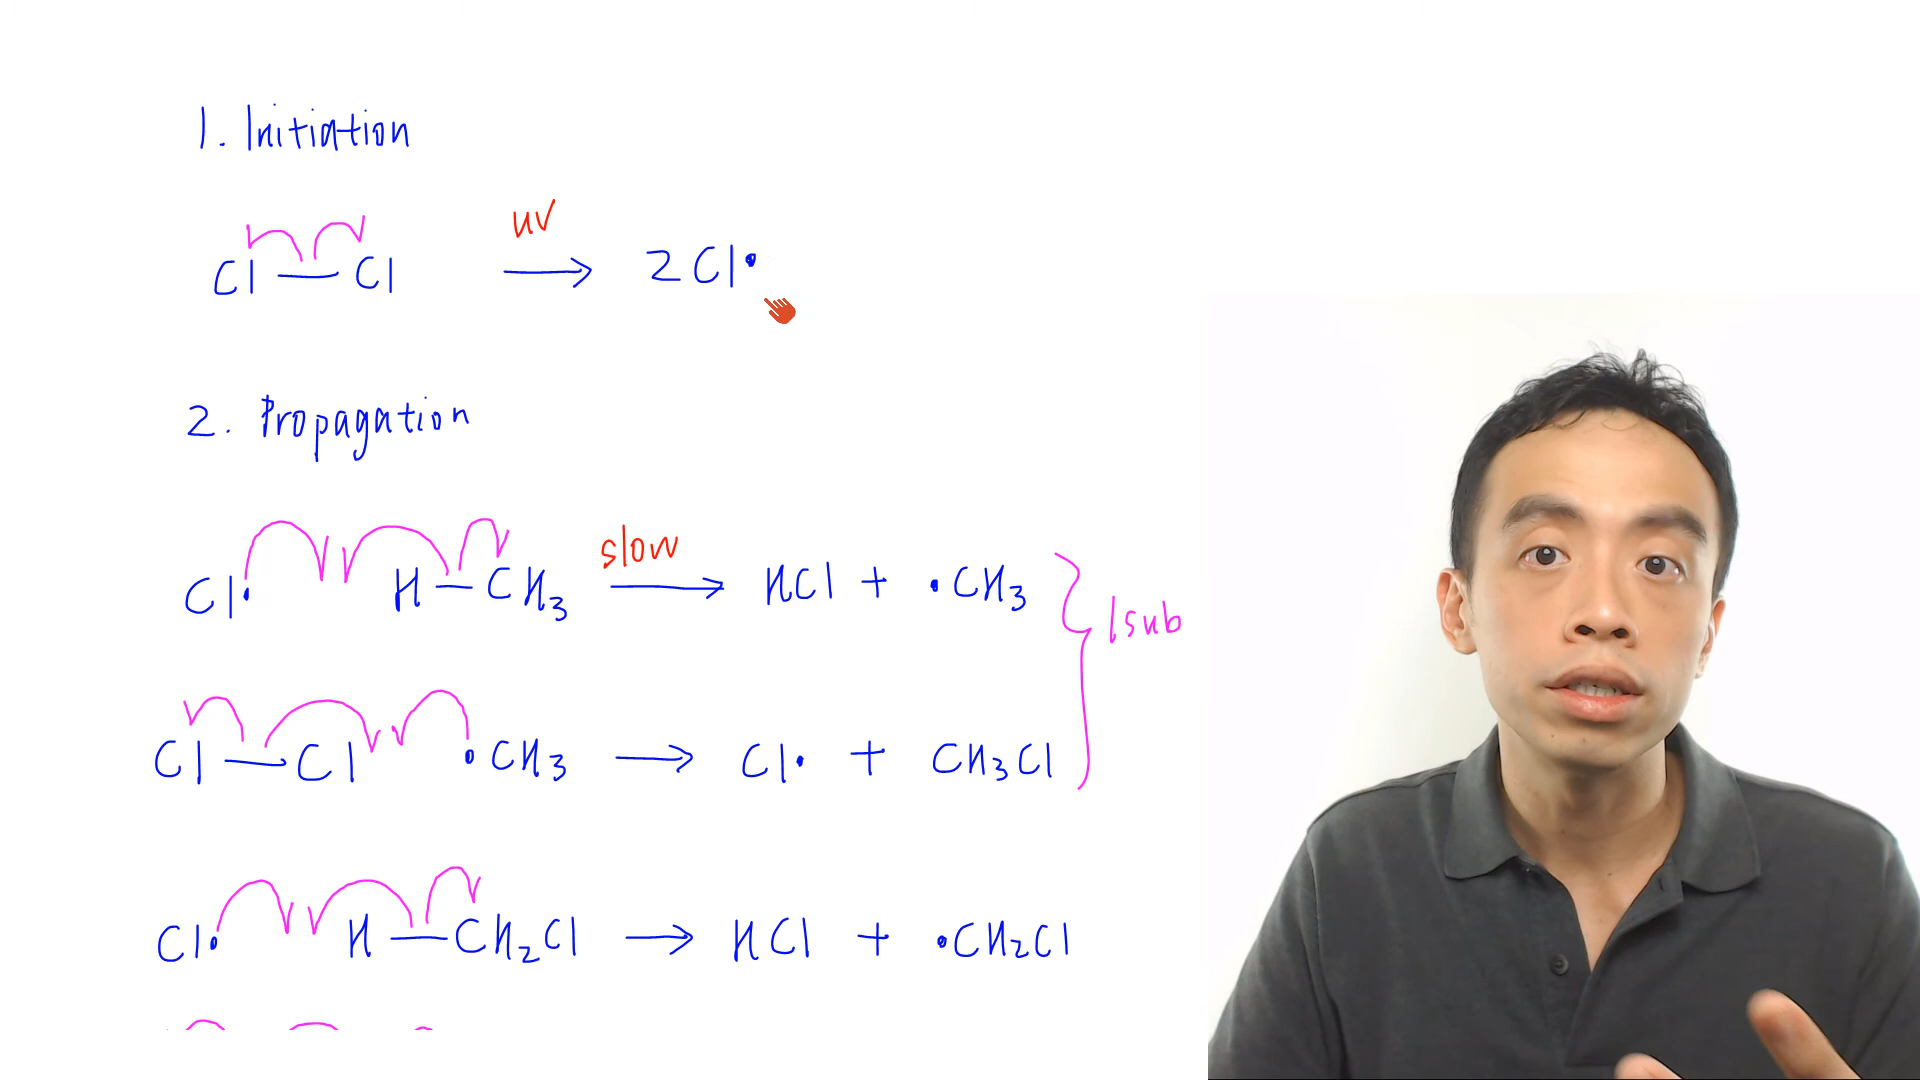 1. Initiation
uv
Cl — Cl → 2Cl•
2. Propagation
slow
Cl• H — CH₃ → HCl + •CH₃
1sub
Cl — Cl •CH₃ → Cl• + CH₃Cl
Cl• H — CH₂Cl → HCl + •CH₂Cl